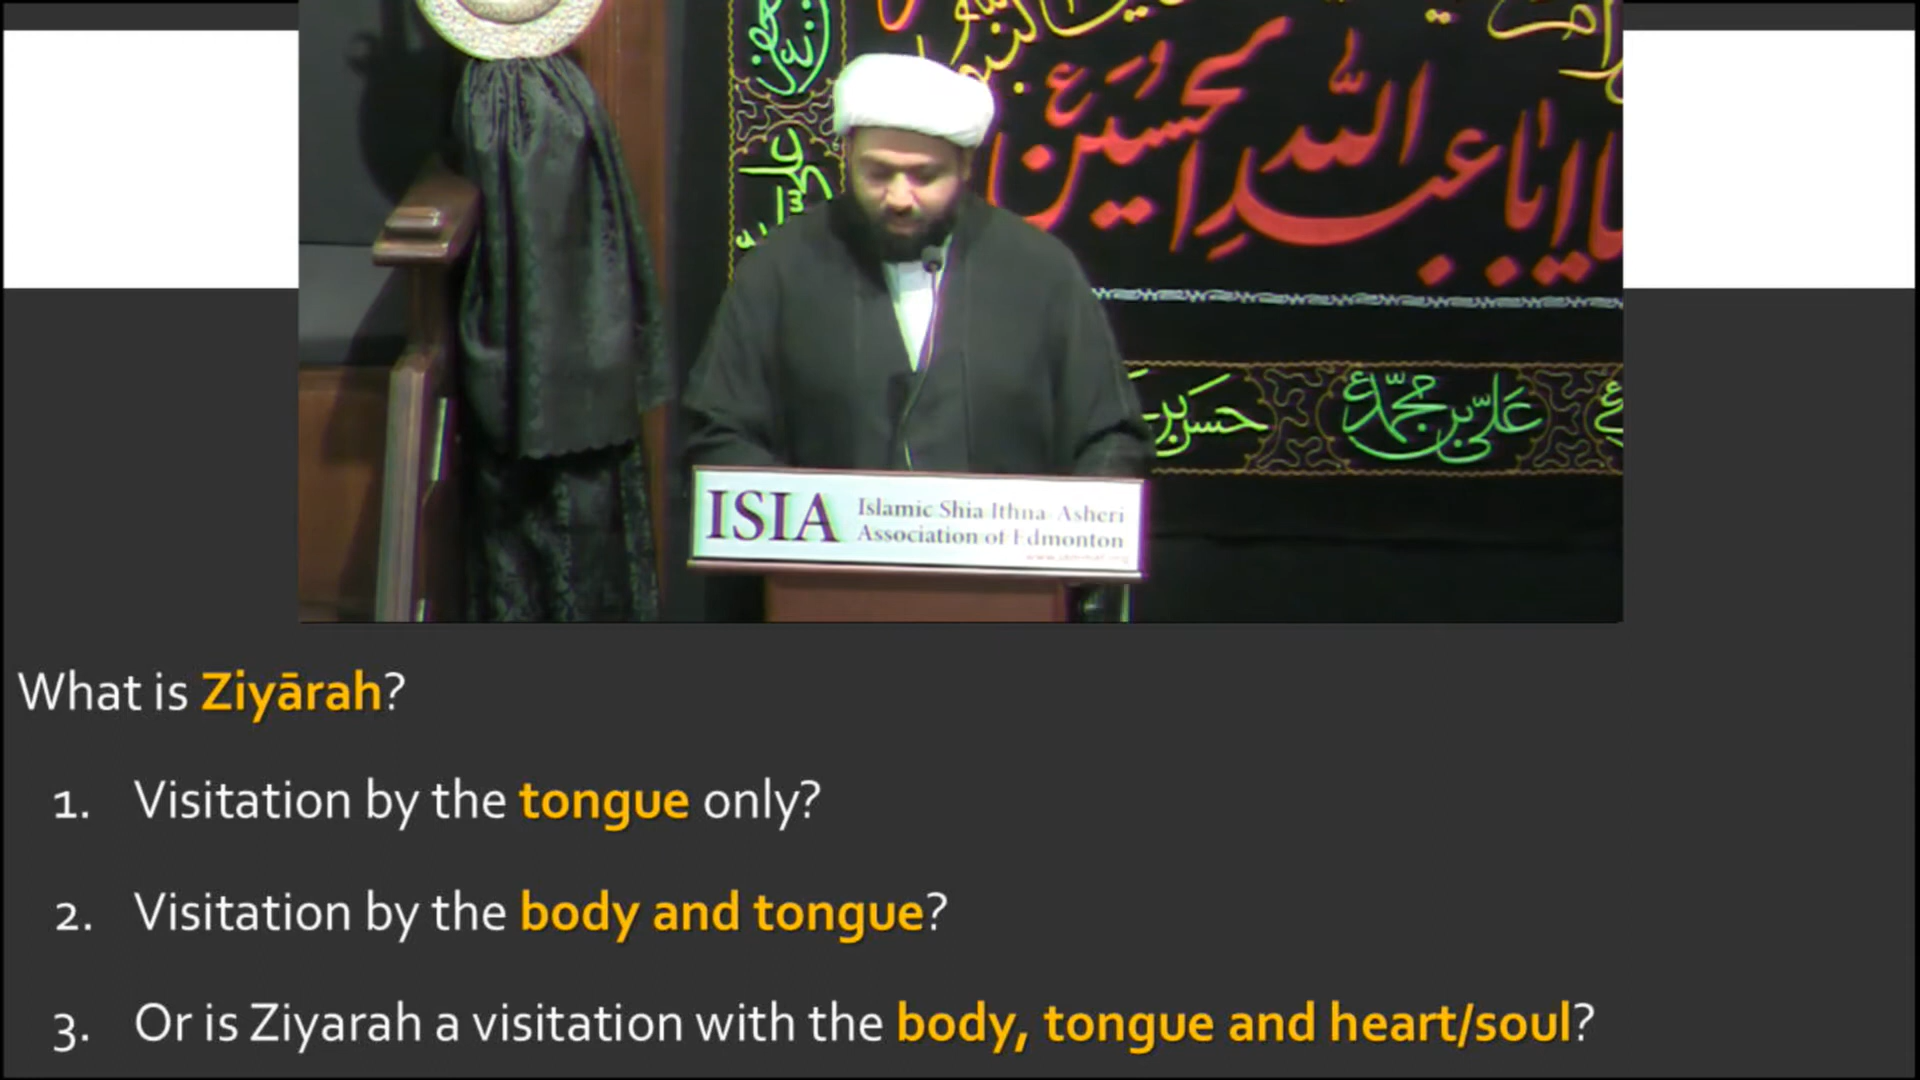 يا ابا عبد الله الحسين ع
حسن بن
علي بن محمد ع
ISIA
Islamic Shia Ithna-Asheri
Association of Edmonton
What is Ziyārah?
1. Visitation by the tongue only?
2. Visitation by the body and tongue?
3. Or is Ziyarah a visitation with the body, tongue and heart/soul?